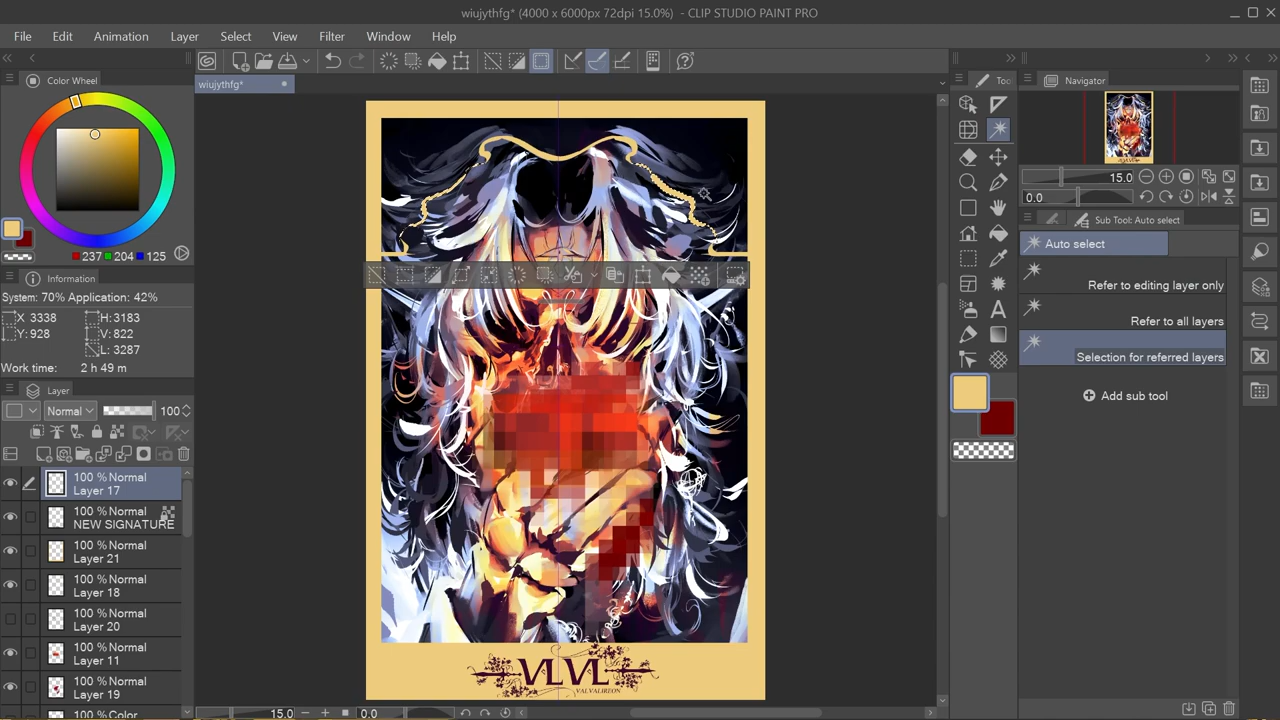 wiujythfg* (4000 x 6000px 72dpi 15.0%) - CLIP STUDIO PAINT PRO
File Edit Animation Layer Select View Filter Window Help
Color Wheel
wiujythfg*
Navigator
15.0
0.0
237 204 125
Information
System: 70% Application: 42%
X 3338 H: 3183
Y: 928 V: 822
L: 3287
Work time: 2 h 49 m
Layer
Normal 100
100 % Normal
Layer 17
100 % Normal
NEW SIGNATURE
100 % Normal
Layer 21
100 % Normal
Layer 18
100 % Normal
Layer 20
100 % Normal
Layer 11
100 % Normal
Layer 19
100 % Color
Sub Tool: Auto select
Auto select
Refer to editing layer only
Refer to all layers
Selection for referred layers
Add sub tool
VLVL
VALVALIREON
15.0 0.0